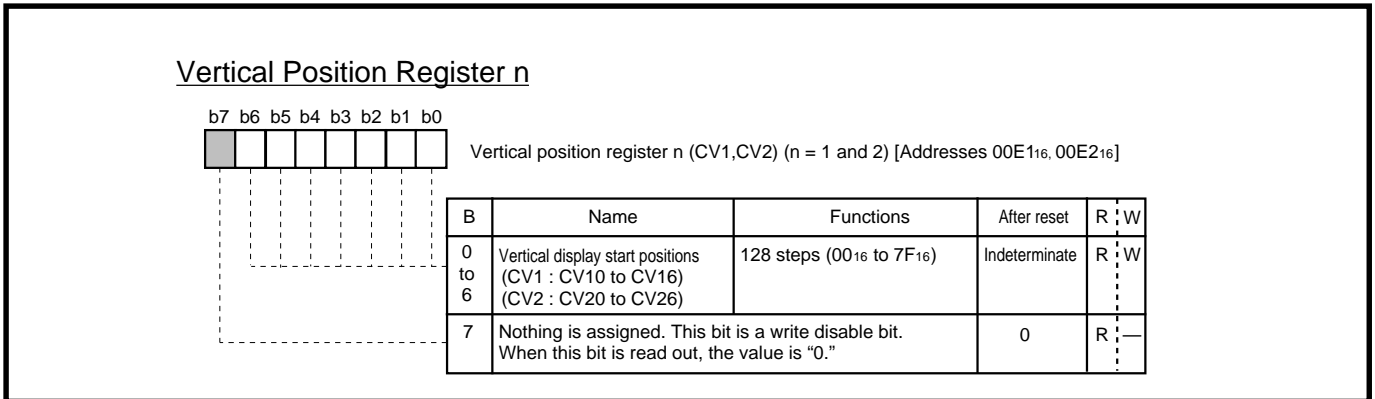 Vertical Position Register n
b7 b6 b5 b4 b3 b2 b1 b0
Vertical position register n (CV1,CV2) (n = 1 and 2) [Addresses 00E1₁₆, 00E2₁₆]
B Name Functions After reset R W
0 to 6 Vertical display start positions 128 steps (00₁₆ to 7F₁₆) Indeterminate R W
(CV1 : CV10 to CV16)
(CV2 : CV20 to CV26)
7 Nothing is assigned. This bit is a write disable bit. 0 R —
When this bit is read out, the value is “0.”